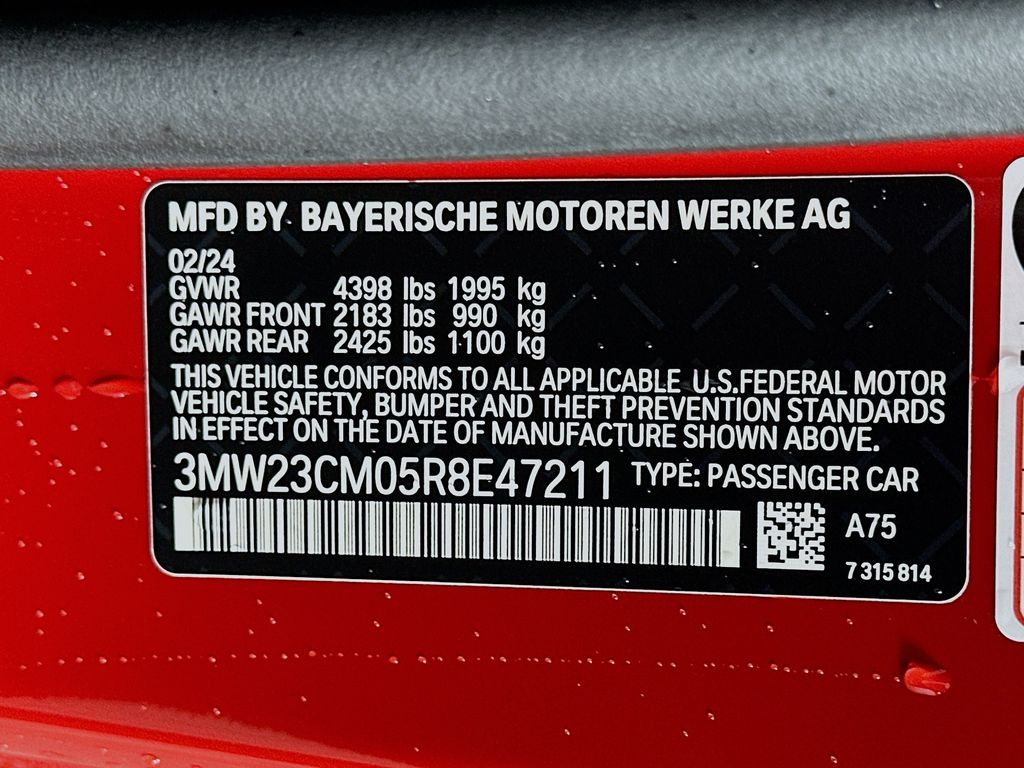 MFD BY BAYERISCHE MOTOREN WERKE AG
02/24
GVWR 4398 lbs 1995 kg
GAWR FRONT 2183 lbs 990 kg
GAWR REAR 2425 lbs 1100 kg
THIS VEHICLE CONFORMS TO ALL APPLICABLE U.S.FEDERAL MOTOR
VEHICLE SAFETY, BUMPER AND THEFT PREVENTION STANDARDS
IN EFFECT ON THE DATE OF MANUFACTURE SHOWN ABOVE.
3MW23CM05R8E47211 TYPE: PASSENGER CAR
A75
7 315 814